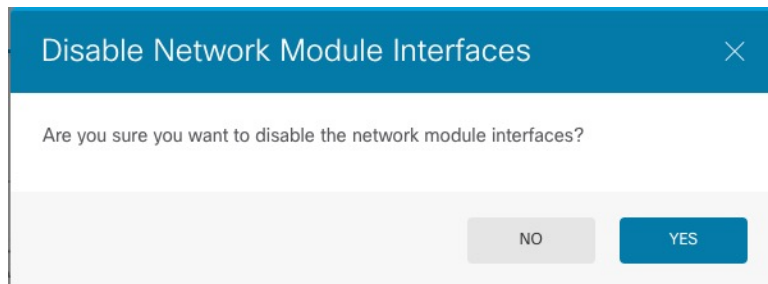 Disable Network Module Interfaces
Are you sure you want to disable the network module interfaces?
NO
YES